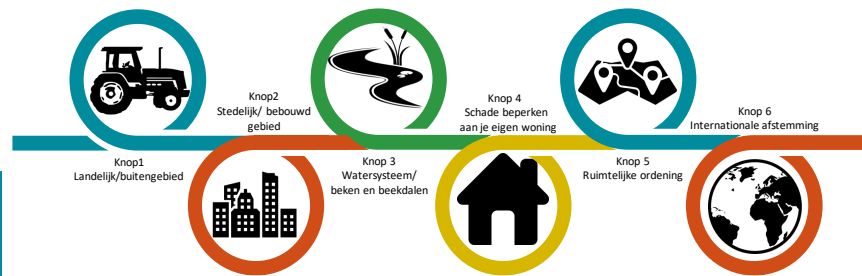 Knop1
Landelijk/buitengebied
Knop2
Stedelijk/ bebouwd
gebied
Knop 3
Watersysteem/
beken en beekdalen
Knop 4
Schade beperken
aan je eigen woning
Knop 5
Ruimtelijke ordening
Knop 6
Internationale afstemming